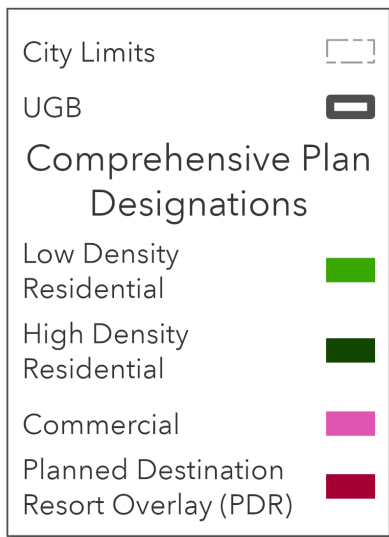 City Limits
UGB
Comprehensive Plan
Designations
Low Density
Residential
High Density
Residential
Commercial
Planned Destination
Resort Overlay (PDR)